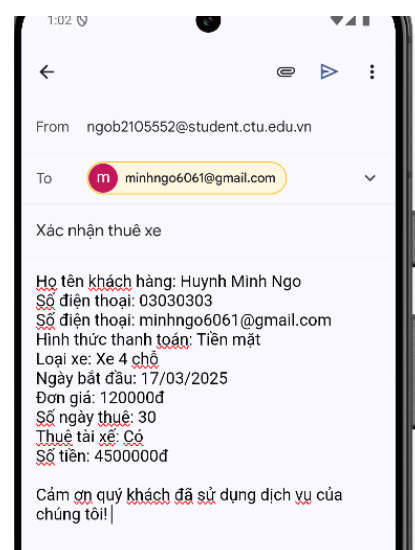 1:02
From ngob2105552@student.ctu.edu.vn
To m minhngo6061@gmail.com
Xác nhận thuê xe
Họ tên khách hàng: Huynh Minh Ngo
Số điện thoại: 03030303
Số điện thoại: minhngo6061@gmail.com
Hình thức thanh toán: Tiền mặt
Loại xe: Xe 4 chỗ
Ngày bắt đầu: 17/03/2025
Đơn giá: 120000đ
Số ngày thuê: 30
Thuê tài xế: Có
Số tiền: 4500000đ
Cảm ơn quý khách đã sử dụng dịch vụ của
chúng tôi!